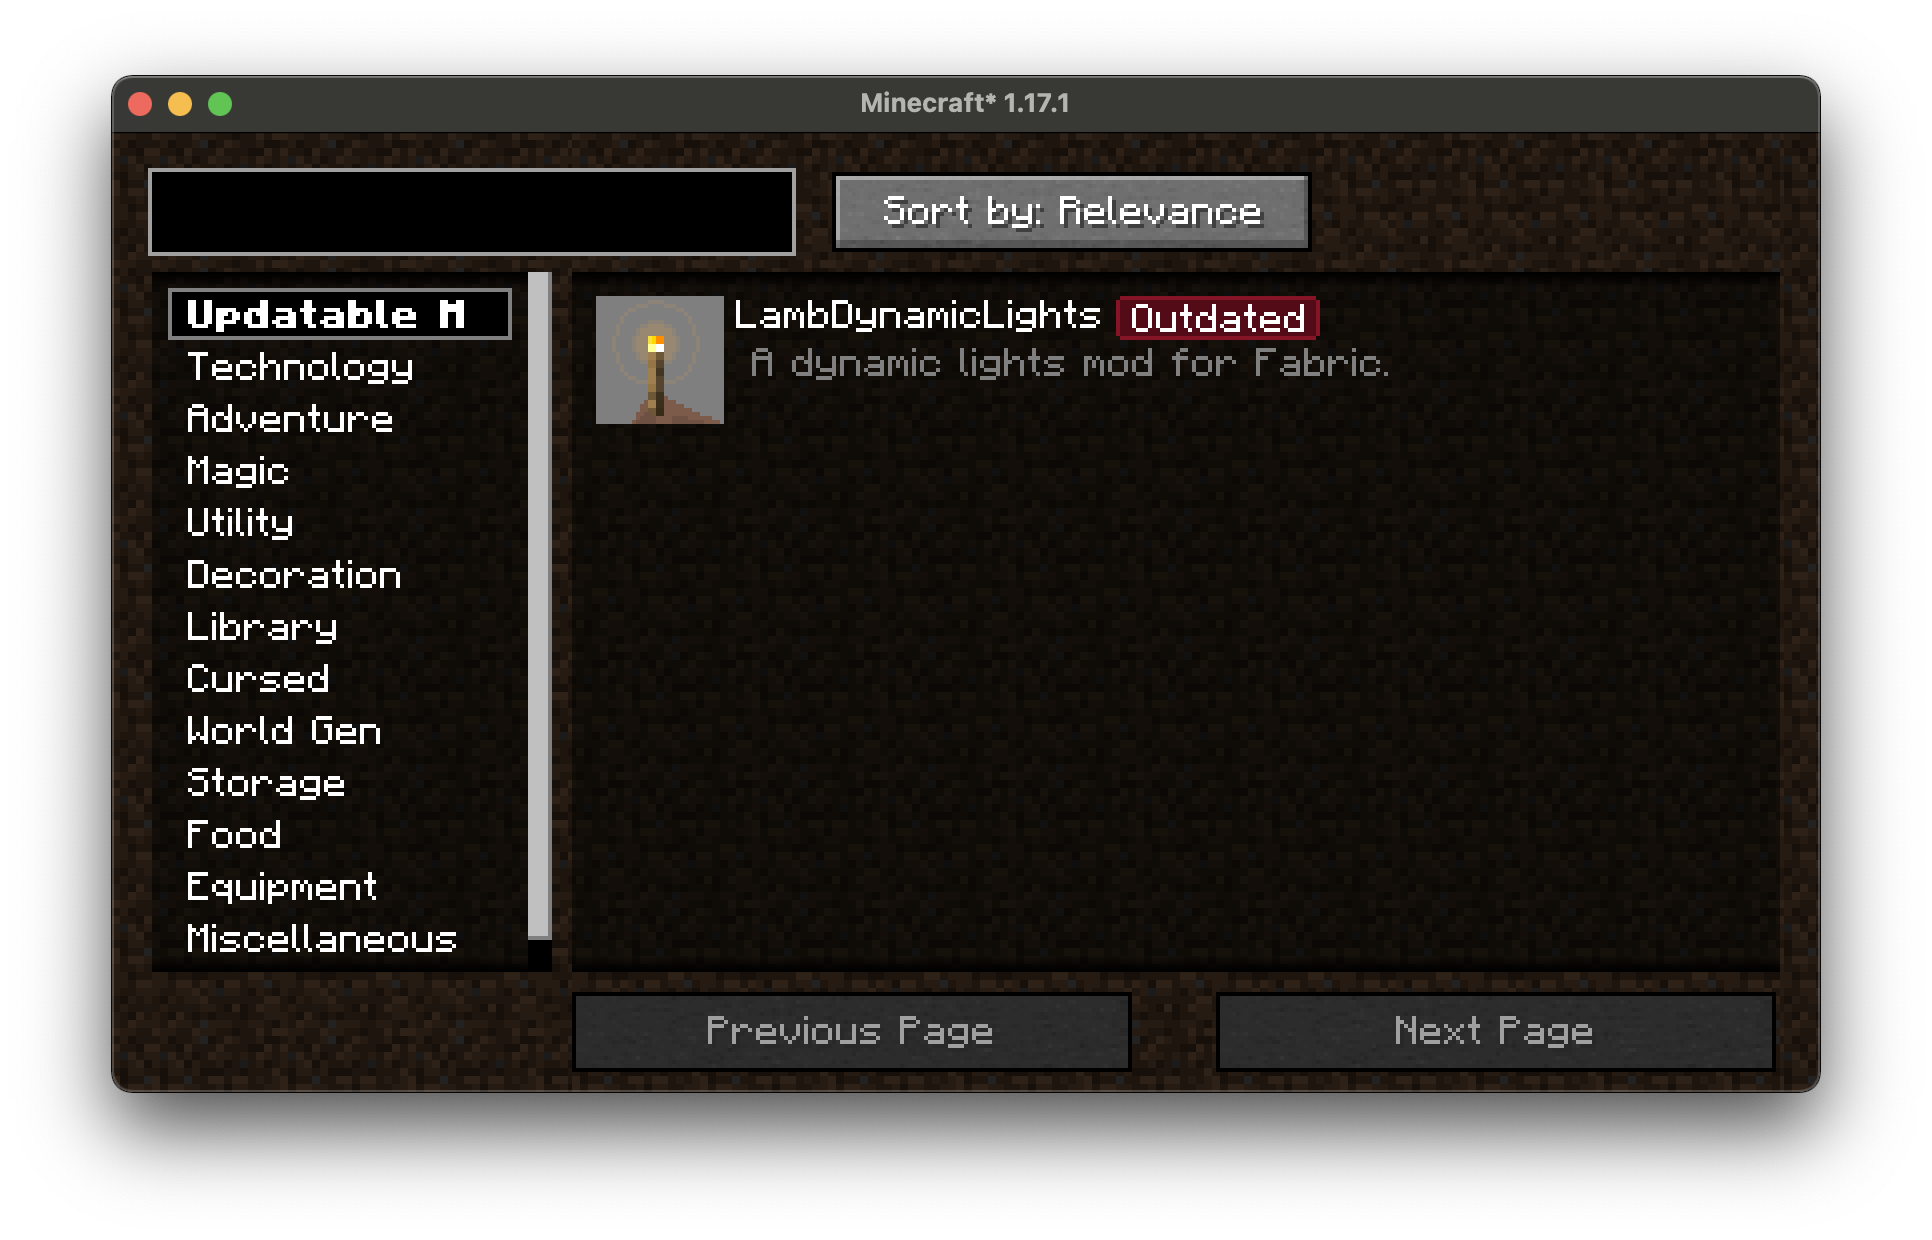 Minecraft* 1.17.1
Sort by: Relevance
Updatable M
Technology
Adventure
Magic
Utility
Decoration
Library
Cursed
World Gen
Storage
Food
Equipment
Miscellaneous
LambDynamicLights Outdated
A dynamic lights mod for Fabric.
Previous Page
Next Page